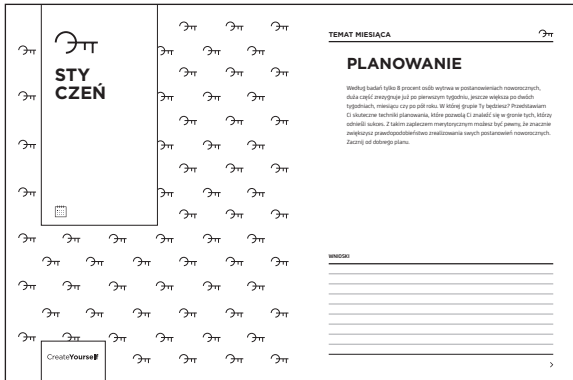 STY
CZEŃ
CreateYourself
TEMAT MIESIĄCA
PLANOWANIE
Według badań tylko 8 procent osób wytrwa w postanowieniach noworocznych,
duża część zrezygnuje już po pierwszym tygodniu, jeszcze większa po dwóch
tygodniach, miesiącu czy po pół roku. W której grupie Ty będziesz? Przedstawiam
Ci skuteczne techniki planowania, które pozwolą Ci znaleźć się w gronie tych, którzy
odnieśli sukces. Z takim zapleczem merytorycznym możesz być pewny, że znacznie
zwiększysz prawdopodobieństwo zrealizowania swych postanowień noworocznych.
Zacznij od dobrego planu.
WNIOSKI